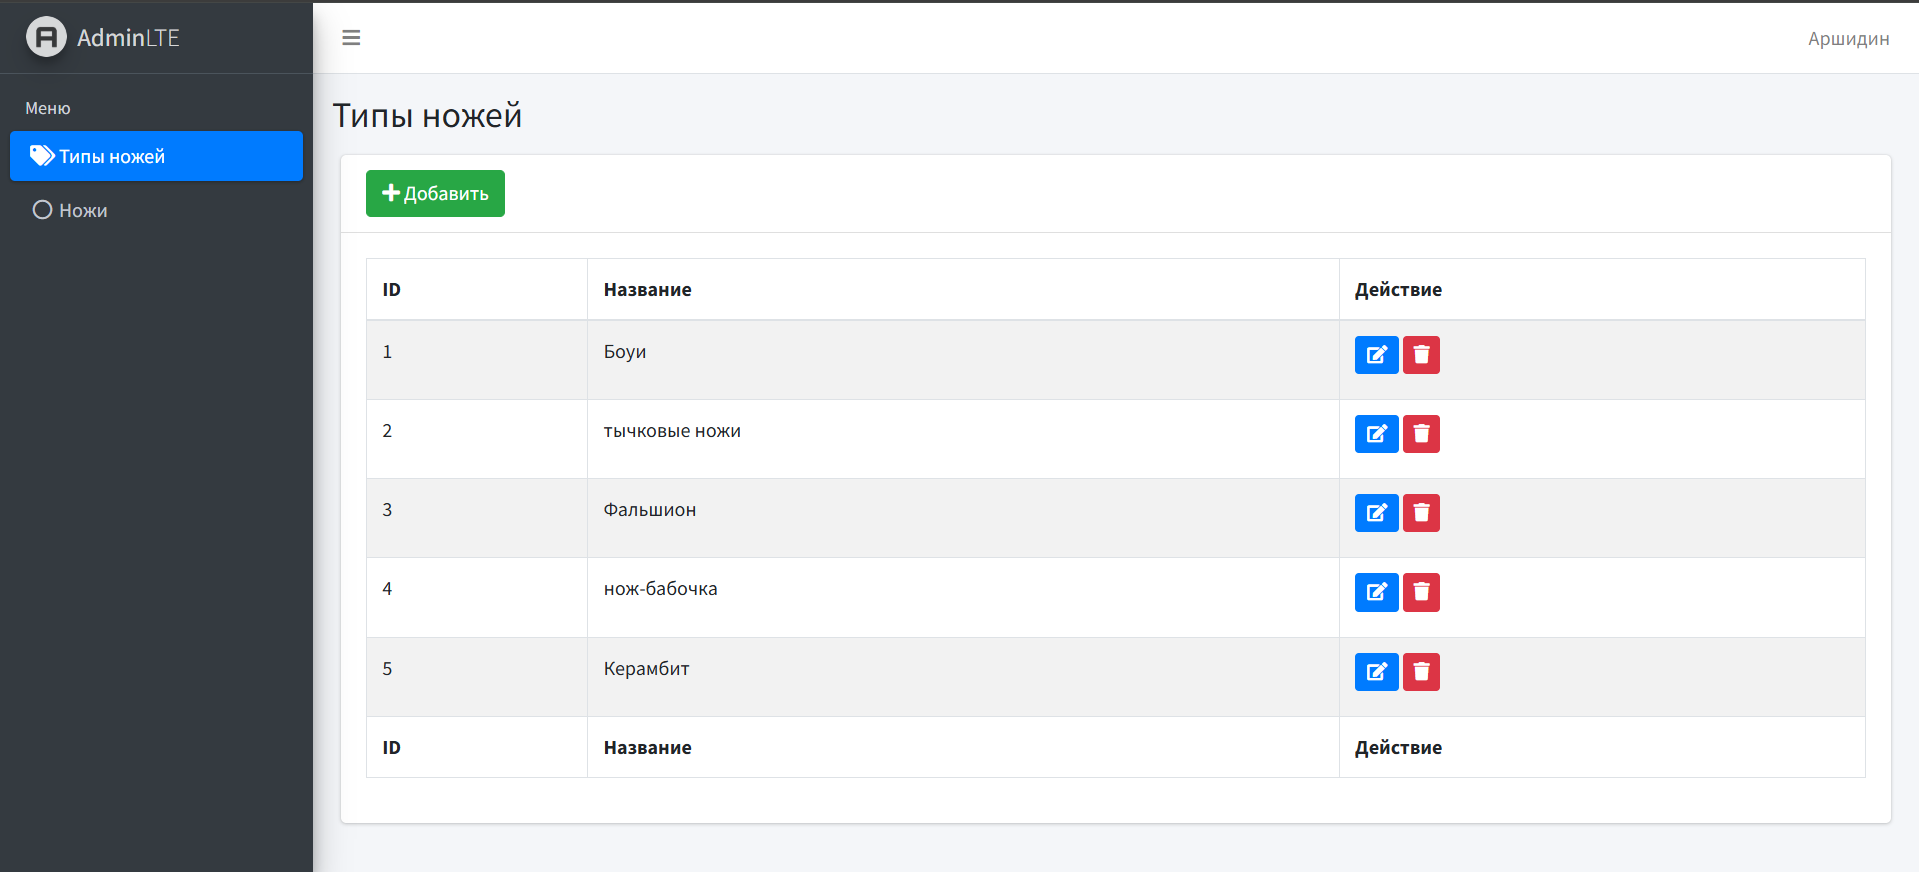 AdminLTE
Аршидин
Меню
Типы ножей
Ножи
Типы ножей
Добавить
ID Название Действие
1 Боуи
2 тычковые ножи
3 Фальшион
4 нож-бабочка
5 Керамбит
ID Название Действие